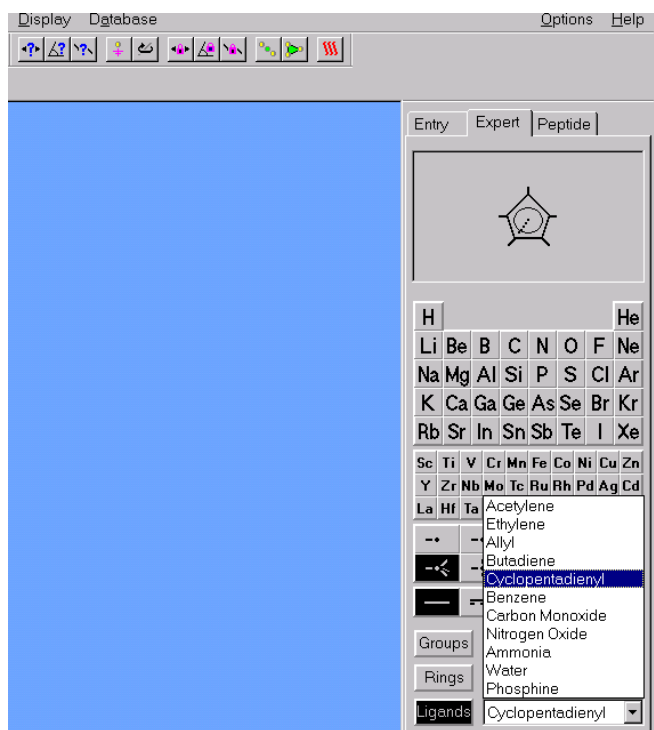 Display Database Options Help
? ? ?
Entry Expert Peptide
H He
Li Be B C N O F Ne
Na Mg Al Si P S Cl Ar
K Ca Ga Ge As Se Br Kr
Rb Sr In Sn Sb Te I Xe
Sc Ti V Cr Mn Fe Co Ni Cu Zn
Y Zr Nb Mo Tc Ru Rh Pd Ag Cd
La Hf Ta
Acetylene
Ethylene
Allyl
Butadiene
Cyclopentadienyl
Benzene
Carbon Monoxide
Nitrogen Oxide
Ammonia
Water
Phosphine
Groups
Rings
Ligands Cyclopentadienyl